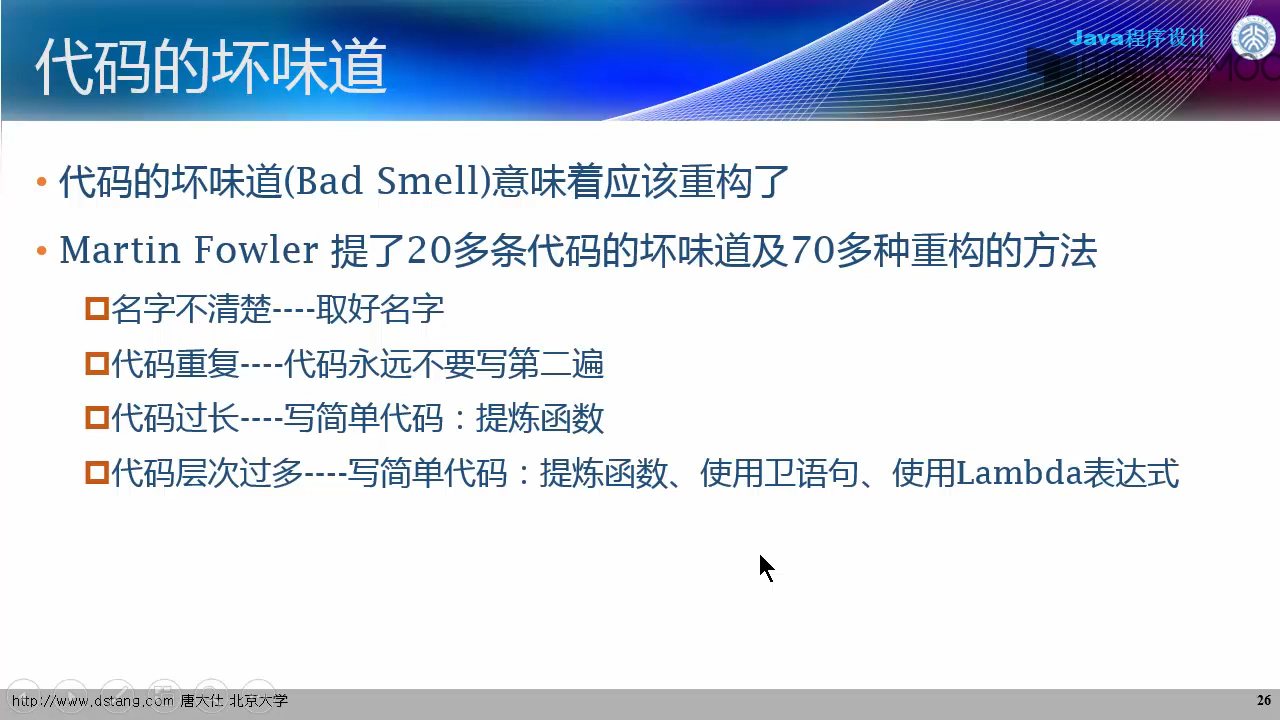 代码的坏味道
Java程序设计
代码的坏味道(Bad Smell)意味着应该重构了
Martin Fowler 提了20多条代码的坏味道及70多种重构的方法
名字不清楚----取好名字
代码重复----代码永远不要写第二遍
代码过长----写简单代码：提炼函数
代码层次过多----写简单代码：提炼函数、使用卫语句、使用Lambda表达式
http://www.dstang.com 唐大仕 北京大学
26